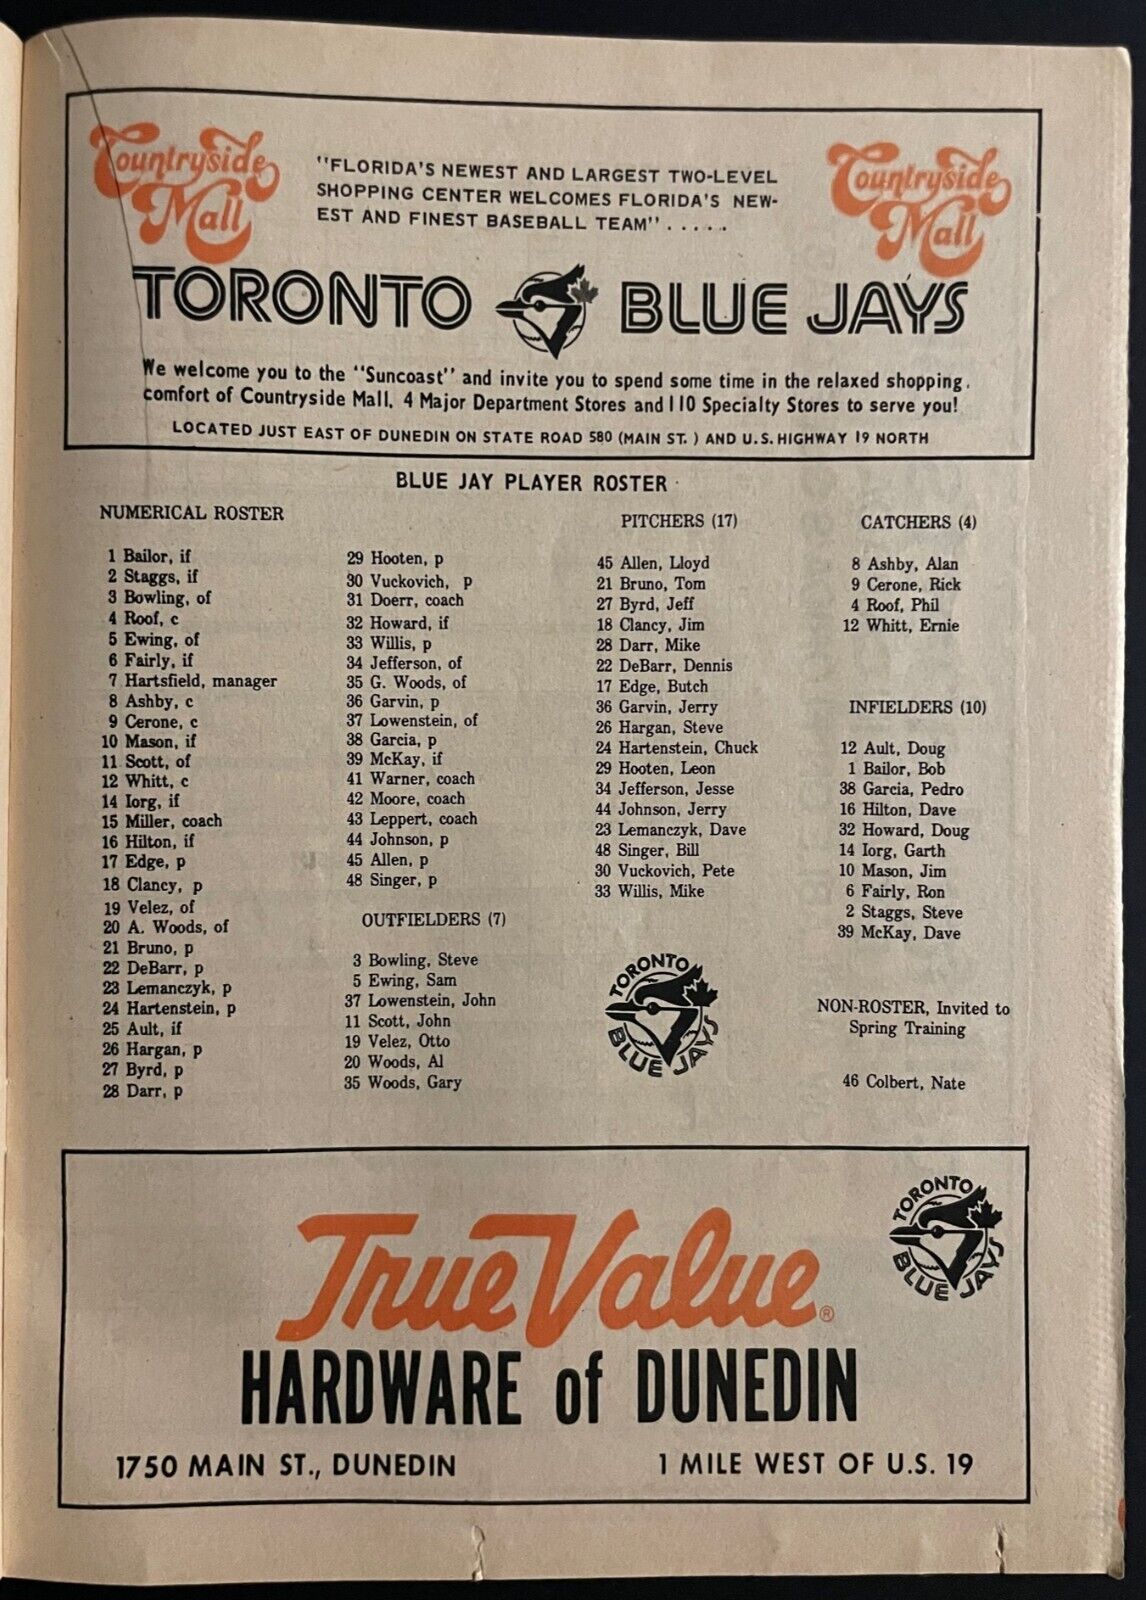 Countryside Mall
"FLORIDA'S NEWEST AND LARGEST TWO-LEVEL
SHOPPING CENTER WELCOMES FLORIDA'S NEW-
EST AND FINEST BASEBALL TEAM" . . . . .
Countryside Mall
TORONTO BLUE JAYS
We welcome you to the "Suncoast" and invite you to spend some time in the relaxed shopping.
comfort of Countryside Mall. 4 Major Department Stores and 110 Specialty Stores to serve you!
LOCATED JUST EAST OF DUNEDIN ON STATE ROAD 580 (MAIN ST. ) AND U.S. HIGHWAY 19 NORTH
BLUE JAY PLAYER ROSTER
NUMERICAL ROSTER
1 Bailor, if
2 Staggs, if
3 Bowling, of
4 Roof, c
5 Ewing, of
6 Fairly, if
7 Hartsfield, manager
8 Ashby, c
9 Cerone, c
10 Mason, if
11 Scott, of
12 Whitt, c
14 Iorg, if
15 Miller, coach
16 Hilton, if
17 Edge, p
18 Clancy, p
19 Velez, of
20 A. Woods, of
21 Bruno, p
22 DeBarr, p
23 Lemanczyk, p
24 Hartenstein, p
25 Ault, if
26 Hargan, p
27 Byrd, p
28 Darr, p
29 Hooten, p
30 Vuckovich, p
31 Doerr, coach
32 Howard, if
33 Willis, p
34 Jefferson, of
35 G. Woods, of
36 Garvin, p
37 Lowenstein, of
38 Garcia, p
39 McKay, if
41 Warner, coach
42 Moore, coach
43 Leppert, coach
44 Johnson, p
45 Allen, p
48 Singer, p
OUTFIELDERS (7)
3 Bowling, Steve
5 Ewing, Sam
37 Lowenstein, John
11 Scott, John
19 Velez, Otto
20 Woods, Al
35 Woods, Gary
PITCHERS (17)
45 Allen, Lloyd
21 Bruno, Tom
27 Byrd, Jeff
18 Clancy, Jim
28 Darr, Mike
22 DeBarr, Dennis
17 Edge, Butch
36 Garvin, Jerry
26 Hargan, Steve
24 Hartenstein, Chuck
29 Hooten, Leon
34 Jefferson, Jesse
44 Johnson, Jerry
23 Lemanczyk, Dave
48 Singer, Bill
30 Vuckovich, Pete
33 Willis, Mike
TORONTO
BLUE JAYS
CATCHERS (4)
8 Ashby, Alan
9 Cerone, Rick
4 Roof, Phil
12 Whitt, Ernie
INFIELDERS (10)
12 Ault, Doug
1 Bailor, Bob
38 Garcia, Pedro
16 Hilton, Dave
32 Howard, Doug
14 Iorg, Garth
10 Mason, Jim
6 Fairly, Ron
2 Staggs, Steve
39 McKay, Dave
NON-ROSTER, Invited to
Spring Training
46 Colbert, Nate
TORONTO
BLUE JAYS
True Value®
HARDWARE of DUNEDIN
1750 MAIN ST., DUNEDIN 1 MILE WEST OF U.S. 19